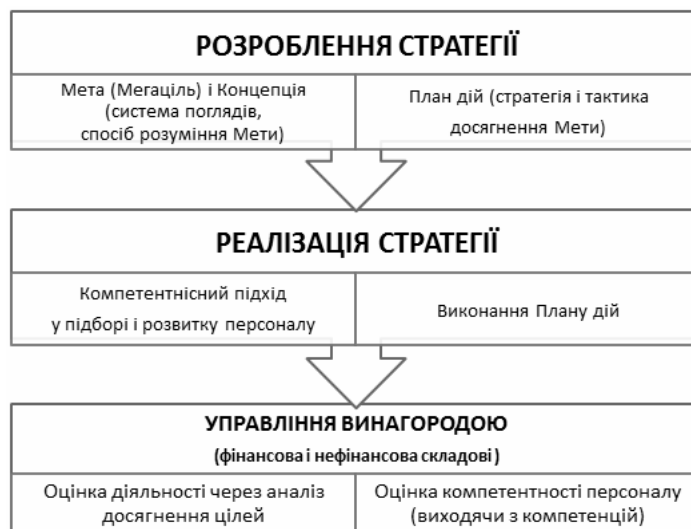 РОЗРОБЛЕННЯ СТРАТЕГІЇ
Мета (Мегаціль) і Концепція
(система поглядів,
спосіб розуміння Мети)
План дій (стратегія і тактика
досягнення Мети)
РЕАЛІЗАЦІЯ СТРАТЕГІЇ
Компетентнісний підхід
у підборі і розвитку персоналу
Виконання Плану дій
УПРАВЛІННЯ ВИНАГОРОДОЮ
(фінансова і нефінансова складові)
Оцінка діяльності через аналіз
досягнення цілей
Оцінка компетентності персоналу
(виходячи з компетенцій)